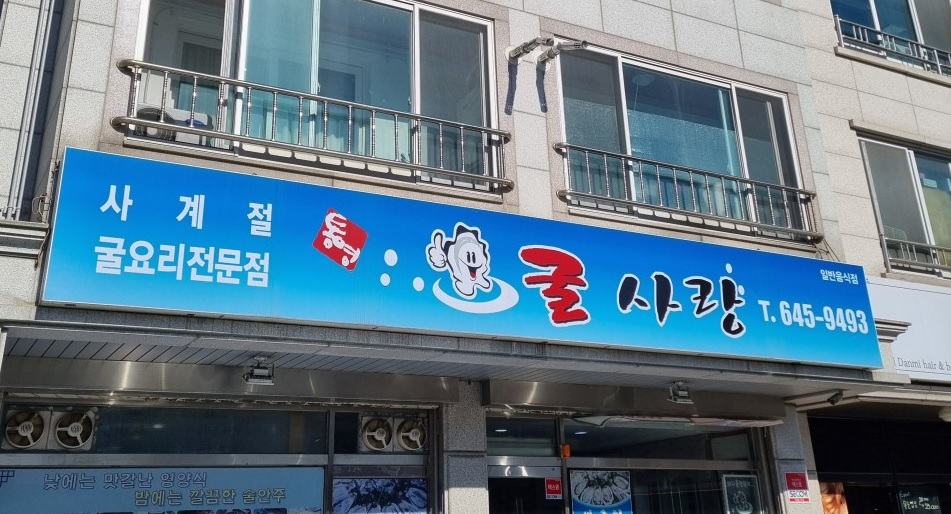 사계절
굴요리전문점
통영
굴 사랑
일반음식점
T. 645-9493
Danmi hair & b
낮에는 맛갈난 영양식
밤에는 깔끔한 술안주